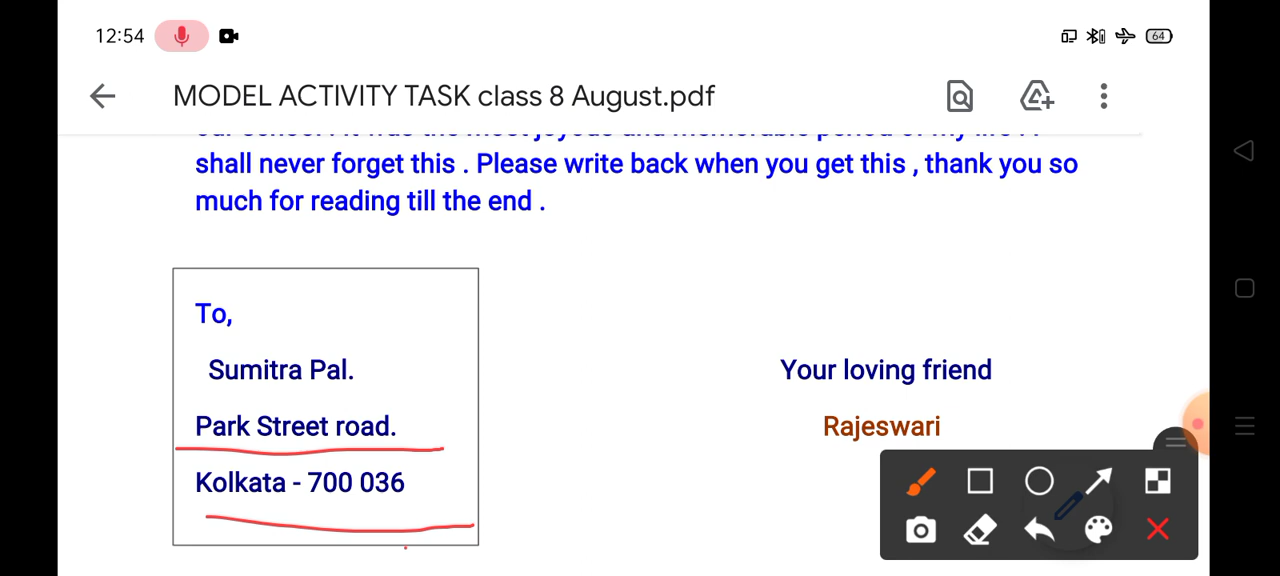 12:54
64
MODEL ACTIVITY TASK class 8 August.pdf
shall never forget this . Please write back when you get this , thank you so
much for reading till the end .
To,
Sumitra Pal.
Park Street road.
Kolkata - 700 036
Your loving friend
Rajeswari